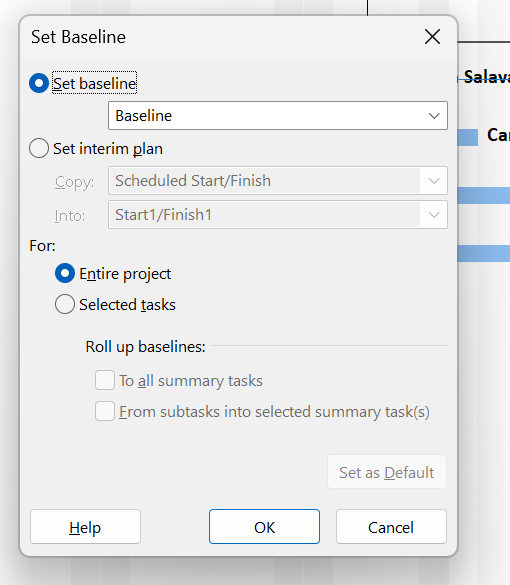 Set Baseline
Set baseline
Baseline
Set interim plan
Copy: Scheduled Start/Finish
Into: Start1/Finish1
For:
Entire project
Selected tasks
Roll up baselines:
To all summary tasks
From subtasks into selected summary task(s)
Set as Default
Help OK Cancel